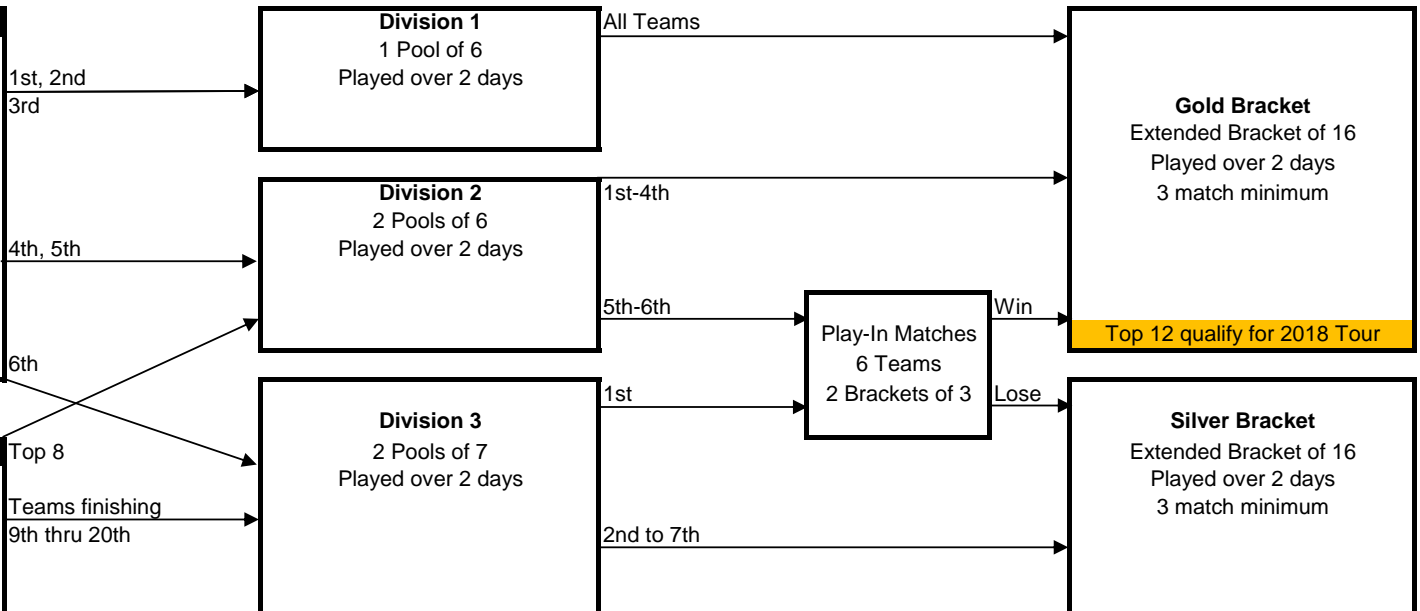 1st, 2nd
3rd
4th, 5th
6th
Top 8
Teams finishing
9th thru 20th
Division 1
1 Pool of 6
Played over 2 days
Division 2
2 Pools of 6
Played over 2 days
Division 3
2 Pools of 7
Played over 2 days
All Teams
1st-4th
5th-6th
1st
2nd to 7th
Play-In Matches
6 Teams
2 Brackets of 3
Win
Lose
Gold Bracket
Extended Bracket of 16
Played over 2 days
3 match minimum
Top 12 qualify for 2018 Tour
Silver Bracket
Extended Bracket of 16
Played over 2 days
3 match minimum